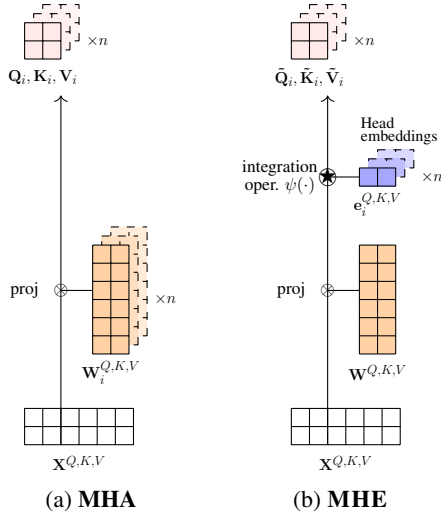 ×n
Q_i, K_i, V_i
proj
×n
W_i^{Q,K,V}
X^{Q,K,V}
(a) MHA
×n
Q̃_i, K̃_i, Ṽ_i
Head
embeddings
integration
oper. ψ(·)
×n
e_i^{Q,K,V}
proj
W^{Q,K,V}
X^{Q,K,V}
(b) MHE